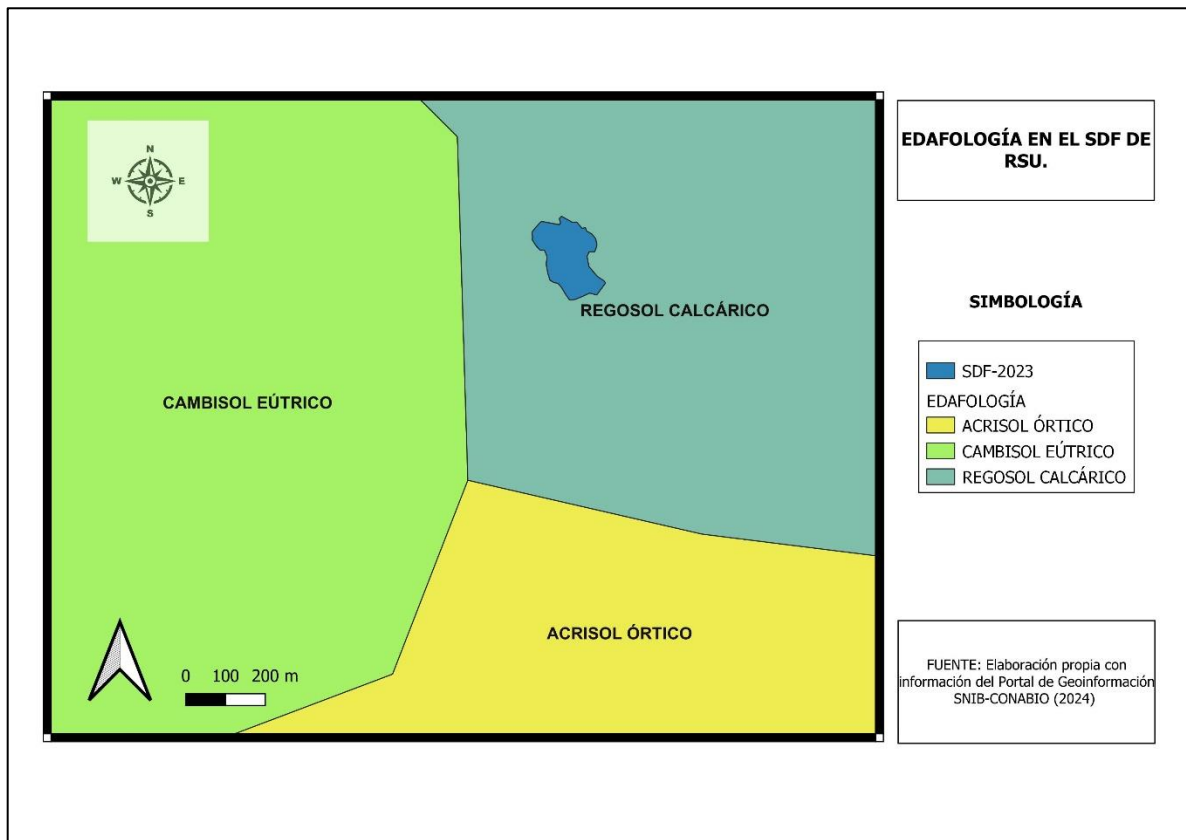 EDAFOLOGÍA EN EL SDF DE
RSU.
N
W E
S
REGOSOL CALCÁRICO
CAMBISOL EÚTRICO
ACRISOL ÓRTICO
0 100 200 m
SIMBOLOGÍA
SDF-2023
EDAFOLOGÍA
ACRISOL ÓRTICO
CAMBISOL EÚTRICO
REGOSOL CALCÁRICO
FUENTE: Elaboración propia con
información del Portal de Geoinformación
SNIB-CONABIO (2024)